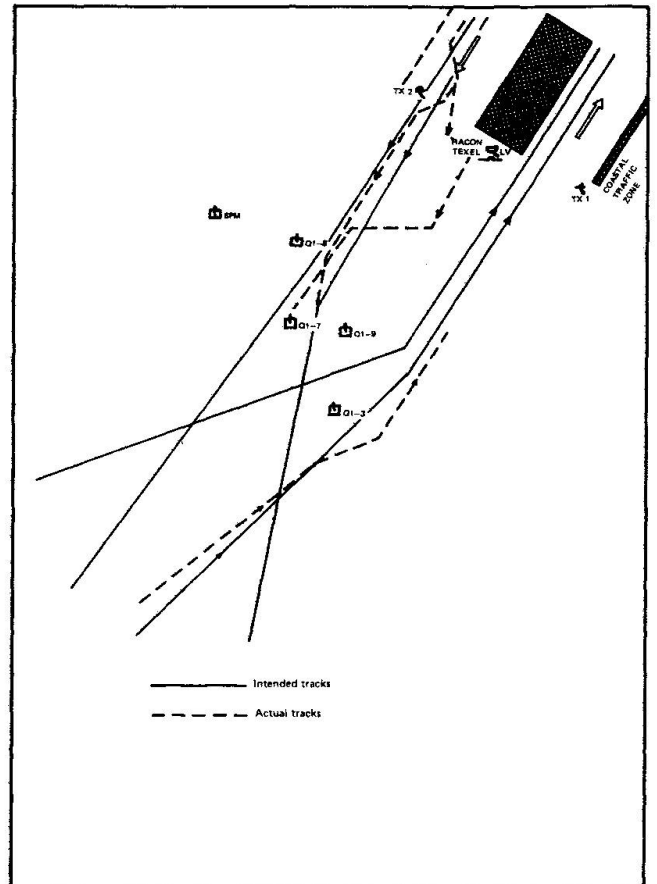 TX 2
RACON
TEXEL LV
TX 1
COASTAL
TRAFFIC
ZONE
SPM
Q1-8
Q1-7
Q1-9
Q1-3
Intended tracks
Actual tracks